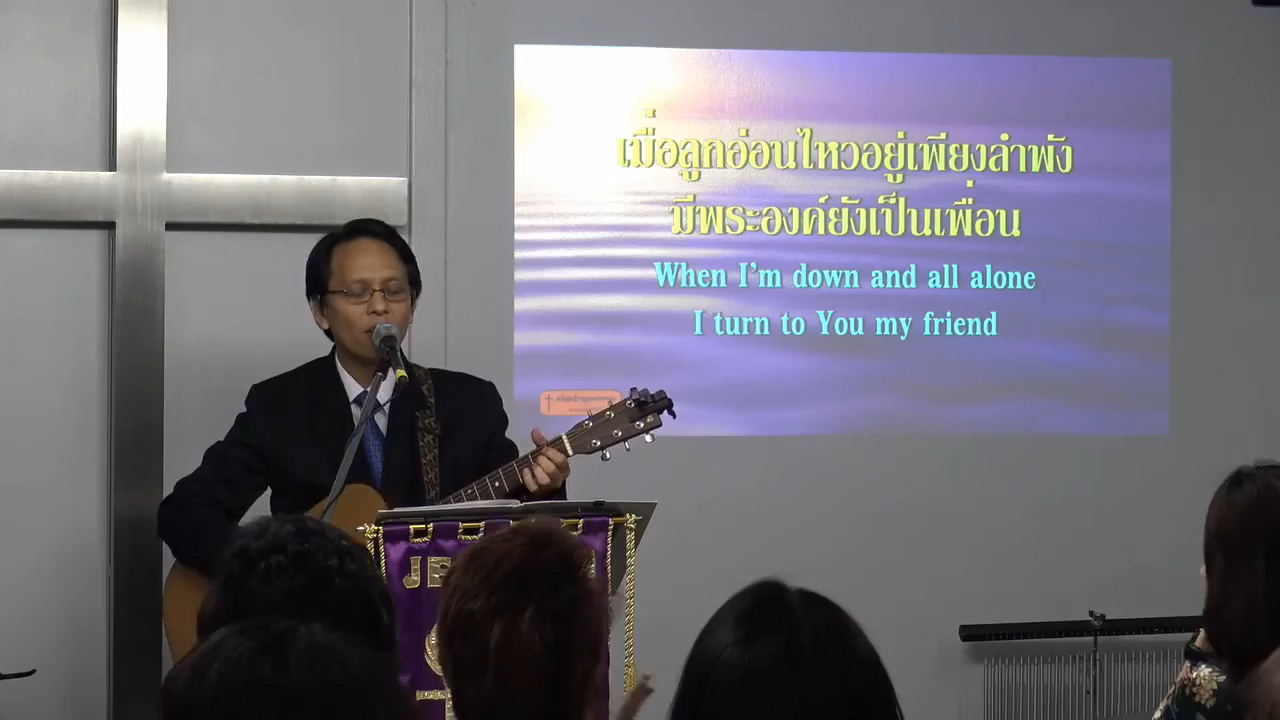 เมื่อลูกอ่อนไหวอยู่เพียงลำพัง
มีพระองค์ยังเป็นเพื่อน
When I'm down and all alone
I turn to You my friend